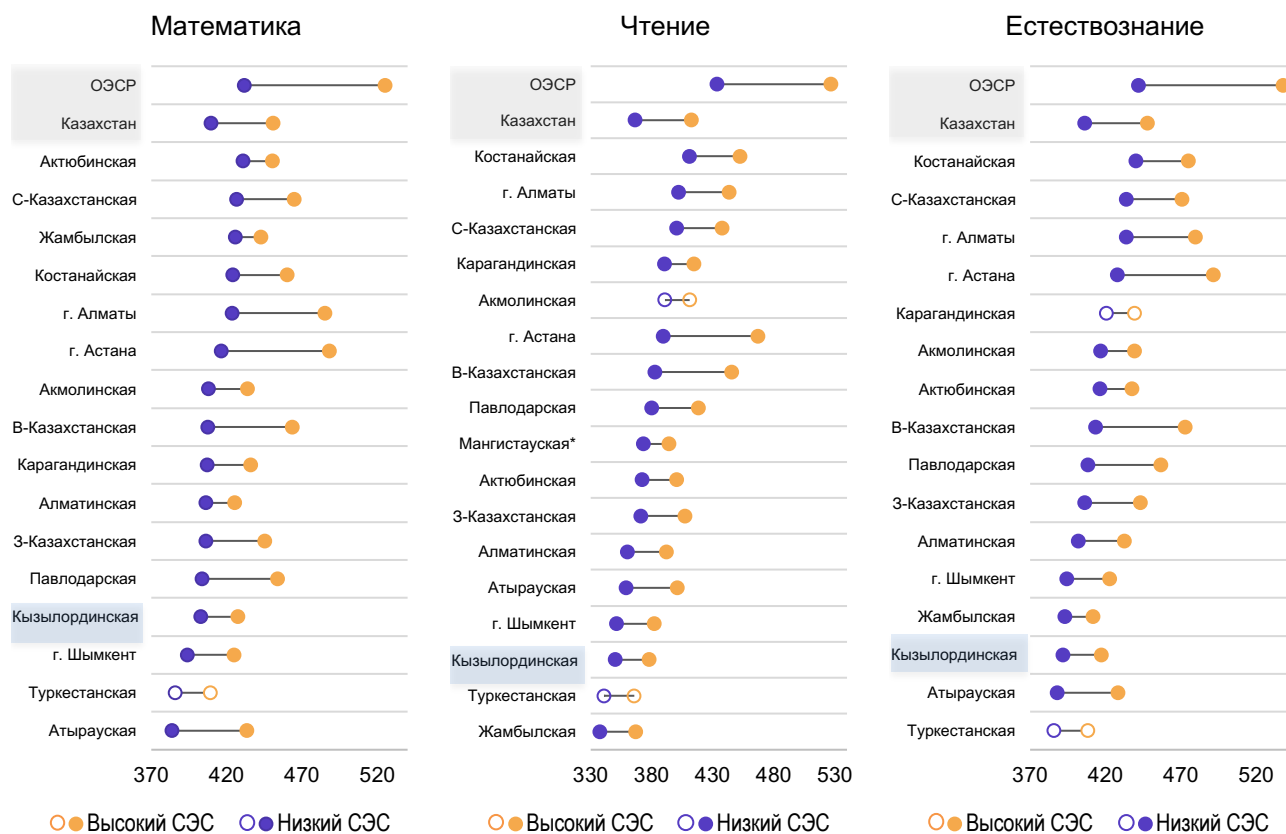 Математика
ОЭСР
Казахстан
Актюбинская
С-Казахстанская
Жамбылская
Костанайская
г. Алматы
г. Астана
Акмолинская
В-Казахстанская
Карагандинская
Алматинская
З-Казахстанская
Павлодарская
Кызылординская
г. Шымкент
Туркестанская
Атырауская
370 420 470 520
Высокий СЭС Низкий СЭС
Чтение
ОЭСР
Казахстан
Костанайская
г. Алматы
С-Казахстанская
Карагандинская
Акмолинская
г. Астана
В-Казахстанская
Павлодарская
Мангистауская*
Актюбинская
З-Казахстанская
Алматинская
Атырауская
г. Шымкент
Кызылординская
Туркестанская
Жамбылская
330 380 430 480 530
Высокий СЭС Низкий СЭС
Естествознание
ОЭСР
Казахстан
Костанайская
С-Казахстанская
г. Алматы
г. Астана
Карагандинская
Акмолинская
Актюбинская
В-Казахстанская
Павлодарская
З-Казахстанская
Алматинская
г. Шымкент
Жамбылская
Кызылординская
Атырауская
Туркестанская
370 420 470 520
Высокий СЭС Низкий СЭС